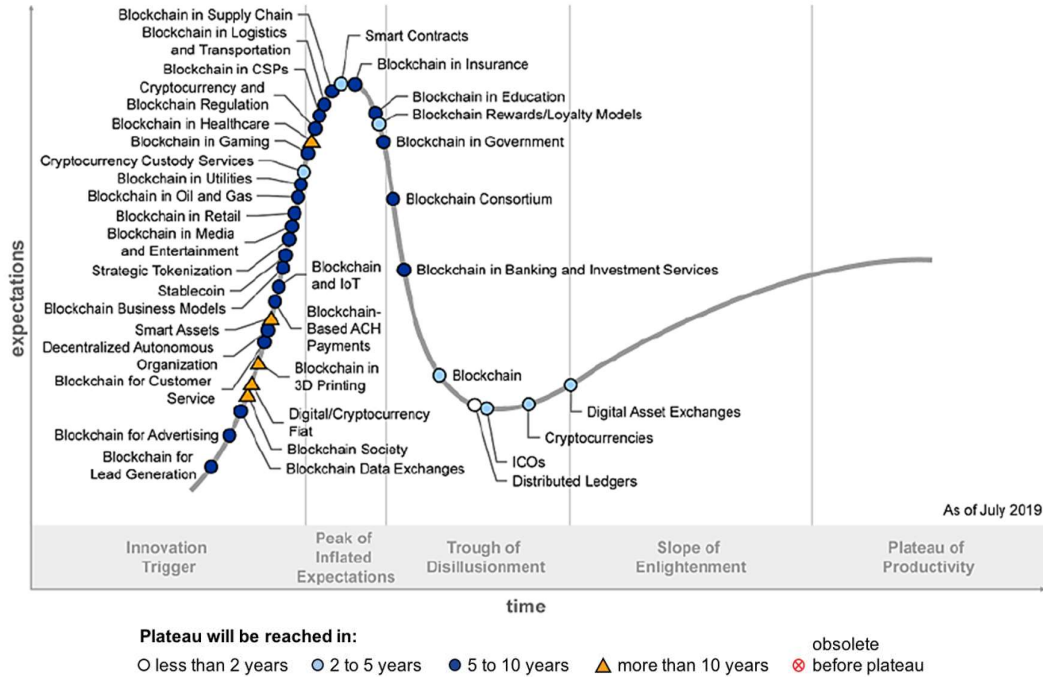 Blockchain in Supply Chain
Blockchain in Logistics
and Transportation
Blockchain in CSPs
Cryptocurrency and
Blockchain Regulation
Blockchain in Healthcare
Blockchain in Gaming
Cryptocurrency Custody Services
Blockchain in Utilities
Blockchain in Oil and Gas
Blockchain in Retail
Blockchain in Media
and Entertainment
Strategic Tokenization
Stablecoin
Blockchain Business Models
Smart Assets
Decentralized Autonomous
Organization
Blockchain for Customer
Service
Blockchain for Advertising
Blockchain for
Lead Generation
Smart Contracts
Blockchain in Insurance
Blockchain in Education
Blockchain Rewards/Loyalty Models
Blockchain in Government
Blockchain Consortium
Blockchain in Banking and Investment Services
Blockchain
and IoT
Blockchain-
Based ACH
Payments
Blockchain in
3D Printing
Digital/Cryptocurrency
Fiat
Blockchain Society
Blockchain Data Exchanges
Blockchain
ICOs
Distributed Ledgers
Cryptocurrencies
Digital Asset Exchanges
As of July 2019
expectations
Innovation
Trigger
Peak of
Inflated
Expectations
Trough of
Disillusionment
Slope of
Enlightenment
Plateau of
Productivity
time
Plateau will be reached in:
less than 2 years
2 to 5 years
5 to 10 years
more than 10 years
obsolete
before plateau